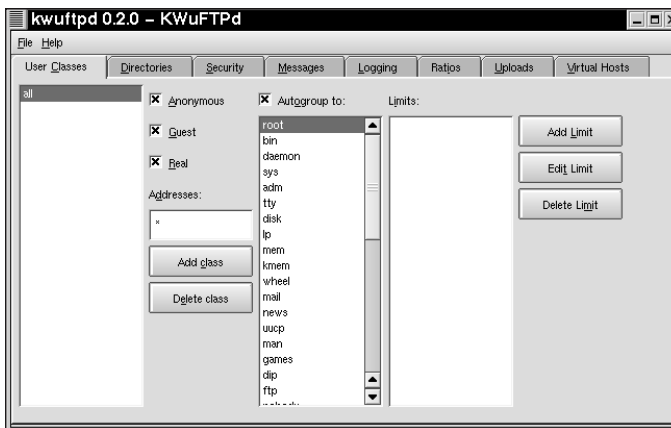 kwuftpd 0.2.0 – KWuFTPd
File Help
User Classes Directories Security Messages Logging Ratios Uploads Virtual Hosts
all
Anonymous
Guest
Real
Addresses:
*
Add class
Delete class
Autogroup to:
root
bin
daemon
sys
adm
tty
disk
lp
mem
kmem
wheel
mail
news
uucp
man
games
dip
ftp
Limits:
Add Limit
Edit Limit
Delete Limit